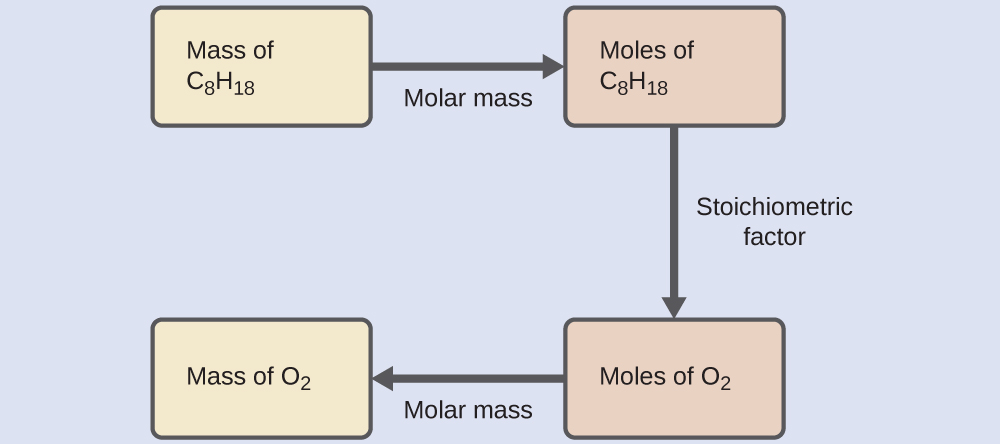 Mass of
C₈H₁₈
Molar mass
Moles of
C₈H₁₈
Stoichiometric
factor
Mass of O₂
Molar mass
Moles of O₂